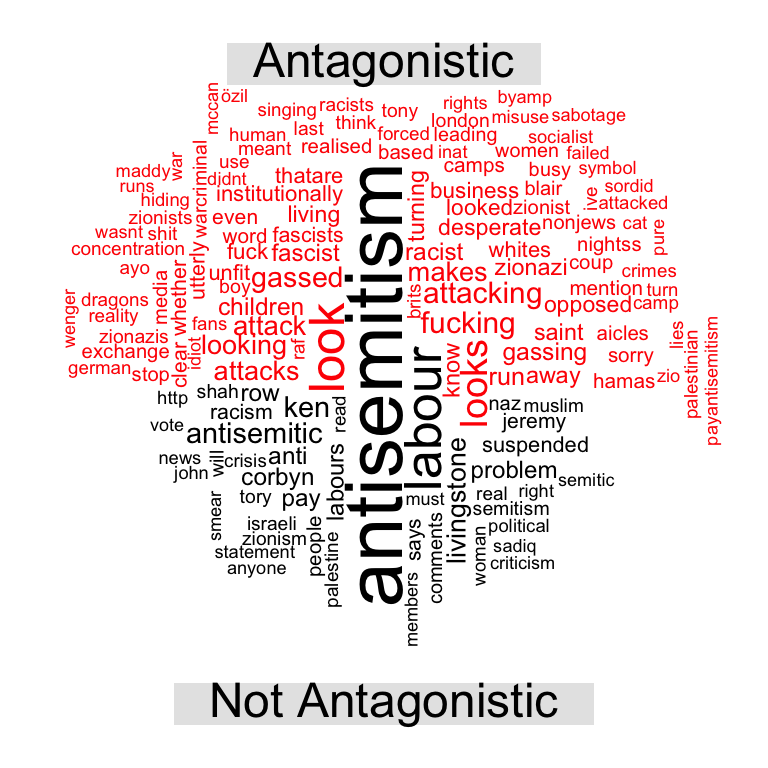 Antagonistic
mccan özil singing racists tony rights byamp
human last think forced london misuse sabotage
leading socialist
use meant realised based inat women failed
maddy war warcriminal didnt thatare camps busy symbol
runs institutionally turning business blair ive sordid
hiding looked zionist attacked
zionists even living desperate nonjews cat pure
wasnt shit word fascists nightss
concentration utterly fuck fascist racist whites coup
ayo unfit gassed makes zionazi crimes
media whether boy brits attacking mention turn
dragons children opposed camp
wenger reality fans attack look fucking saint aicles lies
zionazis clear idiot looking raf know looks gassing sorry palestinian
exchange
german stop attacks runaway hamas zio payantisemitism
antisemitism
labour
http shah row ken read naz muslim
vote racism jeremy
antisemitic suspended
news will crisis anti labours livingstone problem
john corbyn semitic
smear tory pay must real right
semitism
israeli people says comments political
zionism palestine woman sadiq
statement criticism
anyone members
Not Antagonistic